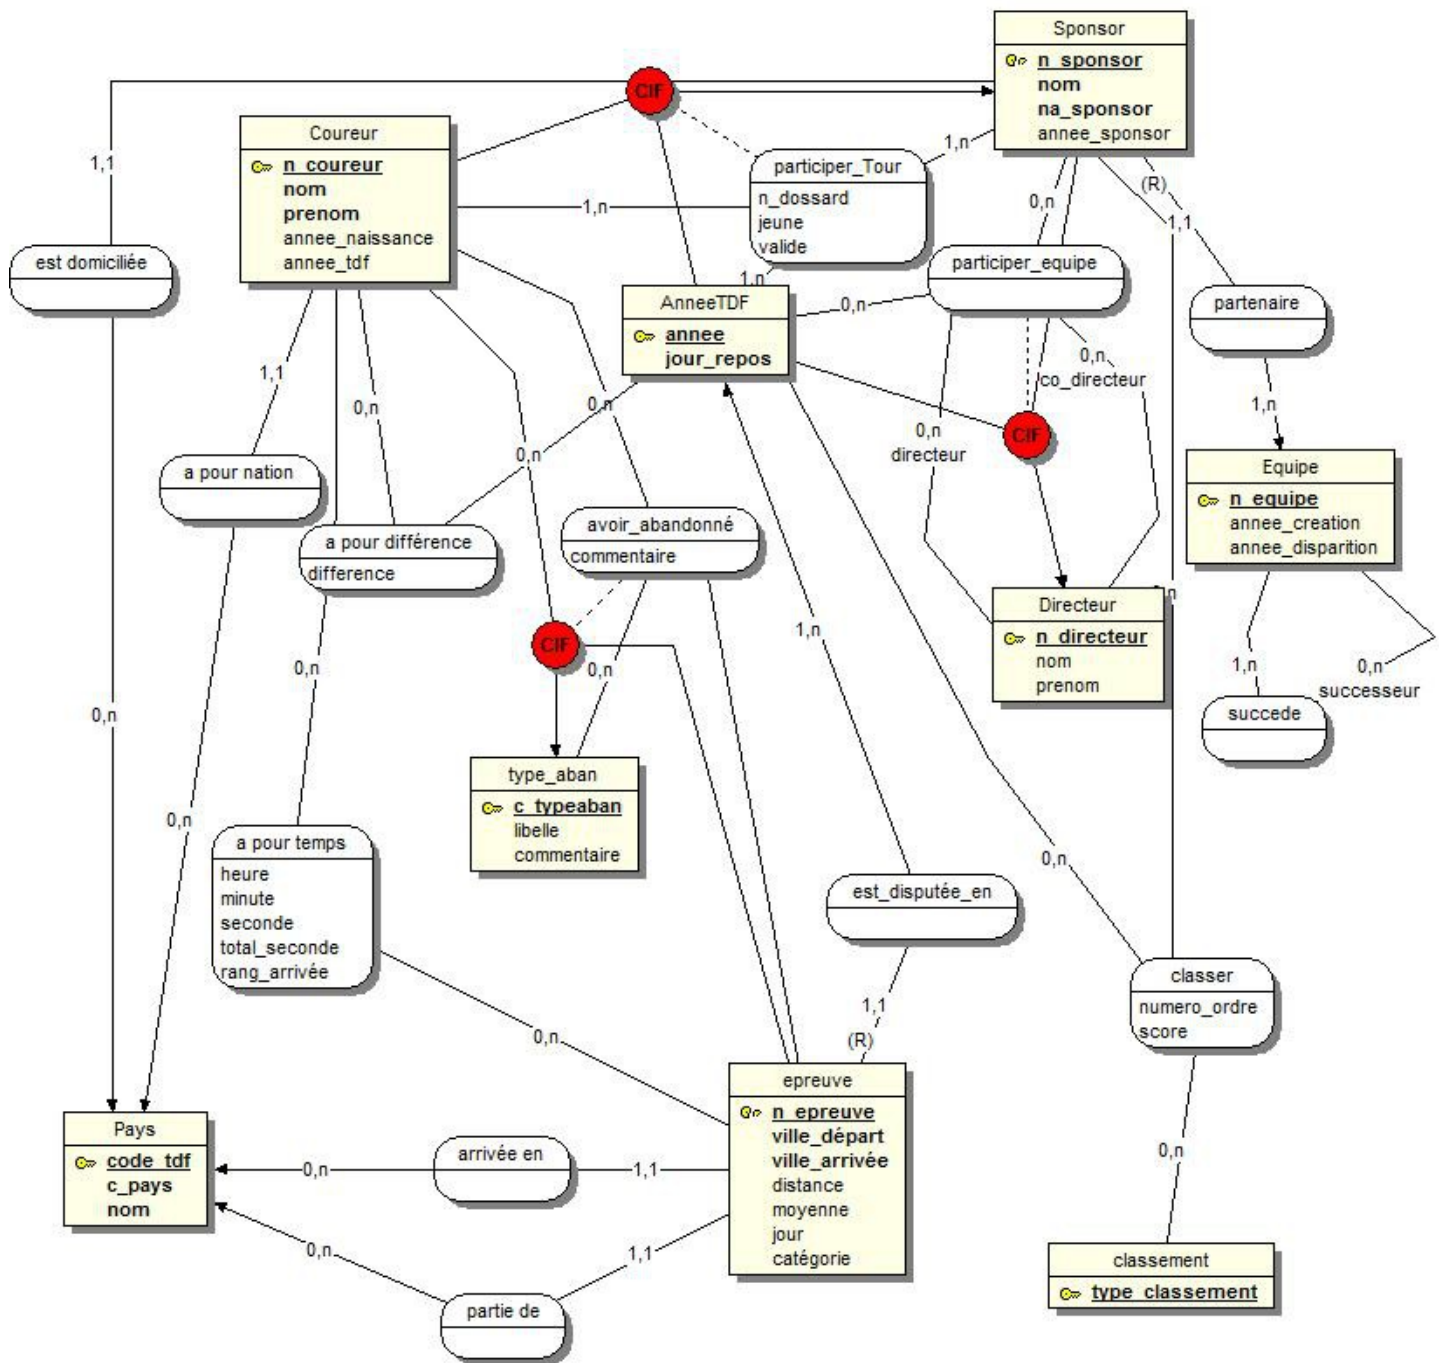 Sponsor
n_sponsor
nom
na_sponsor
annee_sponsor
CIF
Coureur
n_coureur
nom
prenom
annee_naissance
annee_tdf
1,1
1,n
participer_Tour
n_dossard
jeune
valide
(R)
0,n
1,1
1,n
est domiciliée
participer_equipe
1,n
AnneeTDF
annee
jour_repos
0,n
partenaire
0,n
co_directeur
1,1
0,n
0,n
1,n
0,n
directeur
CIF
0,n
0,n
a pour nation
Equipe
n_equipe
annee_creation
annee_disparition
avoir_abandonné
commentaire
a pour différence
difference
Directeur
n_directeur
nom
prenom
n
1,n
CIF
0,n
0,n
1,n
0,n
successeur
succede
0,n
type_aban
c_typeaban
libelle
commentaire
0,n
a pour temps
heure
minute
seconde
total_seconde
rang_arrivée
0,n
est_disputée_en
classer
numero_ordre
score
1,1
(R)
0,n
epreuve
n_epreuve
ville_départ
ville_arrivée
distance
moyenne
jour
catégorie
Pays
code_tdf
c_pays
nom
0,n
arrivée en
1,1
0,n
0,n
1,1
partie de
classement
type_classement